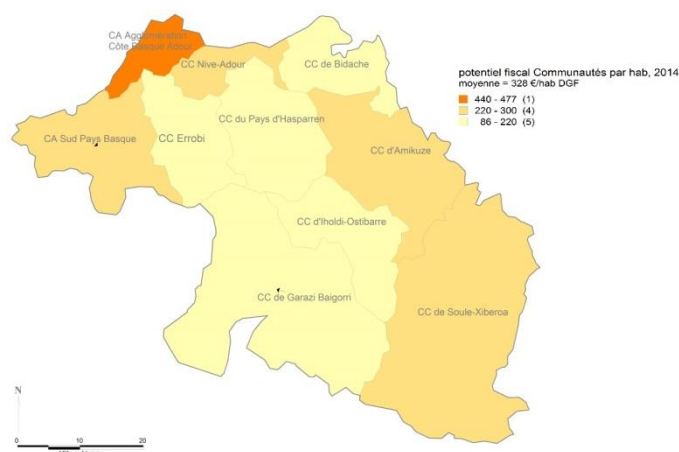 CA Agglomération
Côte Basque Adour
CC Nive-Adour
CC de Bidache
CC du Pays d'Hasparren
CC Errobi
CA Sud Pays Basque
CC d'Amikuze
CC d'Iholdi-Ostibarre
CC de Garazi Baigorri
CC de Soule-Xiberoa
potentiel fiscal Communautés par hab, 2014
moyenne = 328 €/hab DGF
440 - 477 (1)
220 - 300 (4)
86 - 220 (5)
N
0 10 20